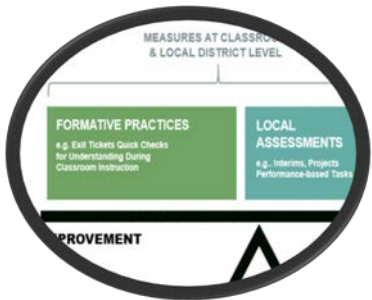 MEASURES AT CLASSRO
& LOCAL DISTRICT LEVEL
FORMATIVE PRACTICES
e.g. Exit Tickets Quick Checks
for Understanding During
Classroom Instruction
LOCAL
ASSESSMENTS
e.g., Interims, Projects
Performance-based Tasks
PROVEMENT